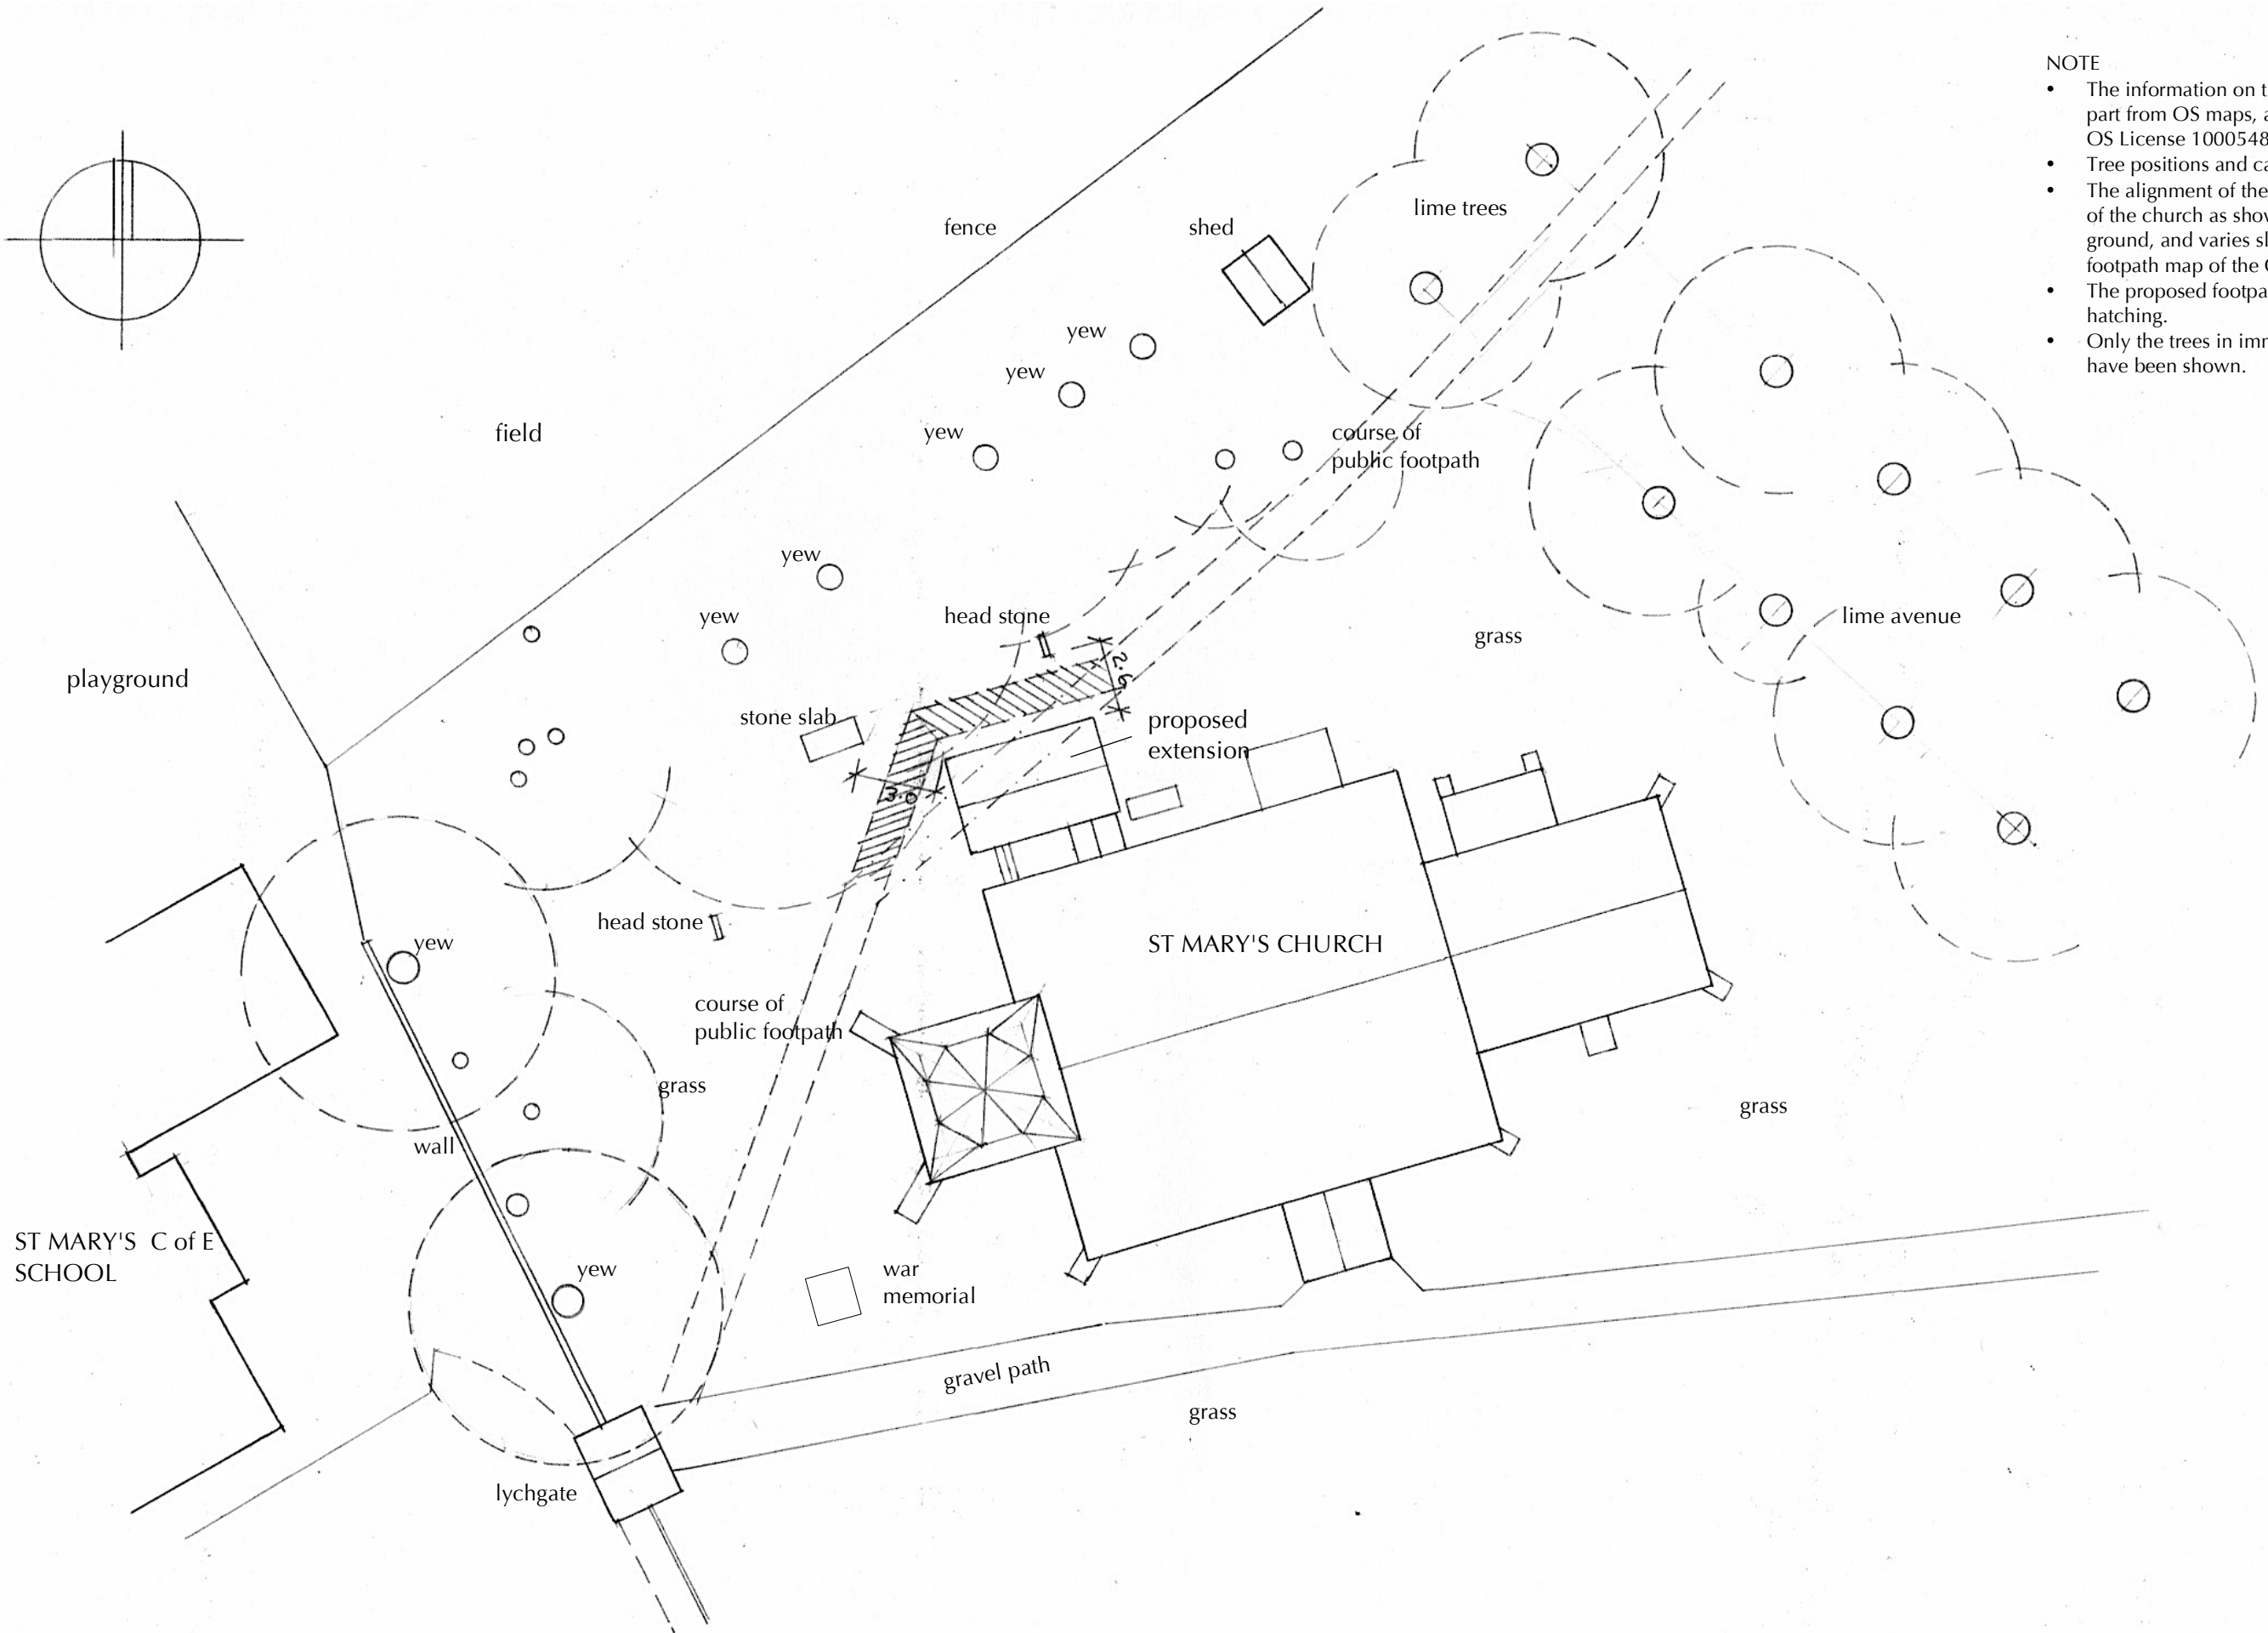 NOTE
• The information on t
part from OS maps, a
OS License 1000548
• Tree positions and ca
• The alignment of the
of the church as show
ground, and varies sl
footpath map of the
• The proposed footpa
hatching.
• Only the trees in imm
have been shown.
lime trees
fence
shed
yew
yew
yew
field
course of
public footpath
yew
yew
head stone
lime avenue
grass
playground
2.6
stone slab
proposed
extension
3.0
head stone
yew
ST MARY'S CHURCH
course of
public footpath
grass
grass
wall
ST MARY'S C of E
SCHOOL
yew
war
memorial
gravel path
grass
lychgate